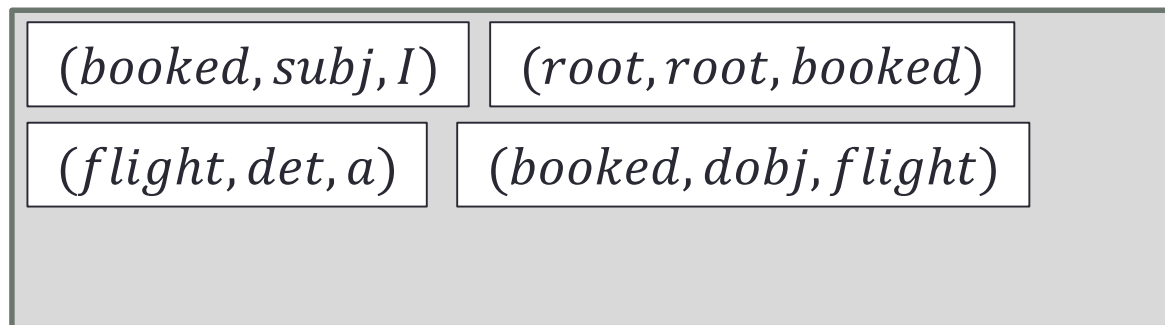 (booked, subj, I) (root, root, booked)
(flight, det, a) (booked, dobj, flight)